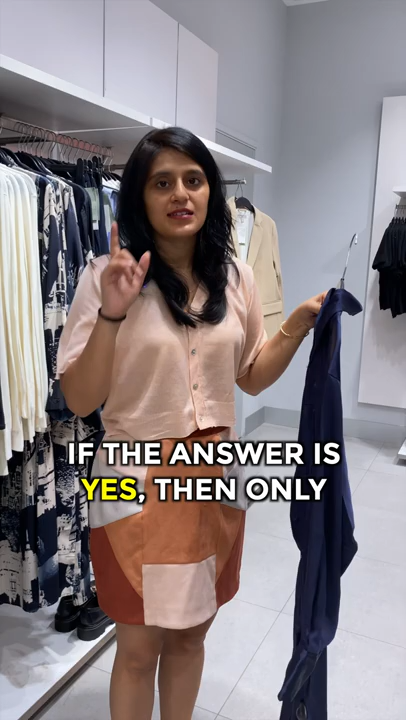 IF THE ANSWER IS
YES, THEN ONLY